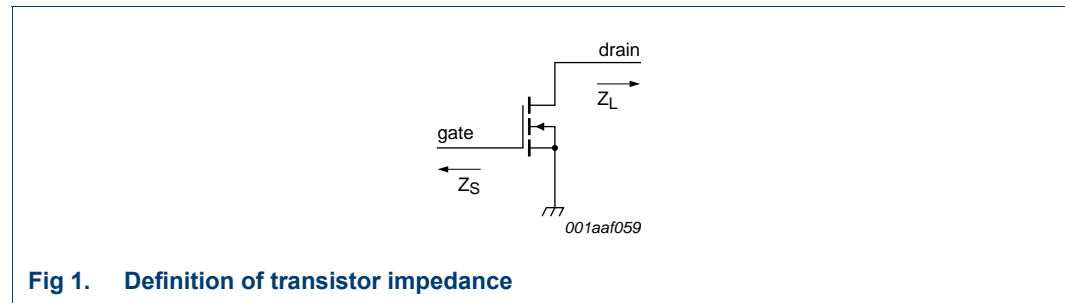 drain
Z_L
gate
Z_S
001aaf059
Fig 1. Definition of transistor impedance